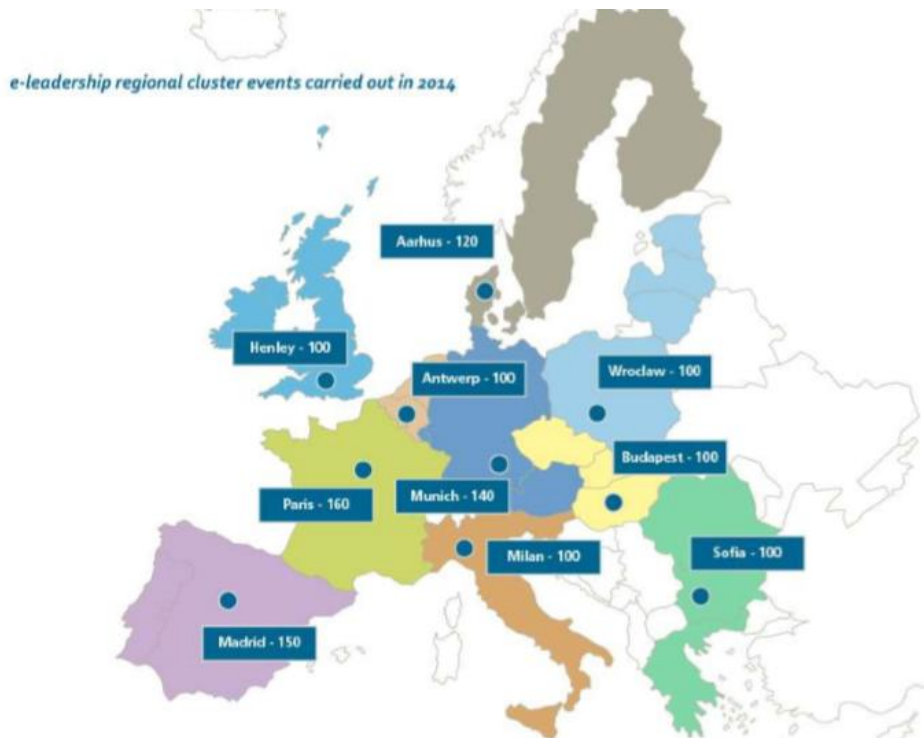 e-leadership regional cluster events carried out in 2014
Aarhus - 120
Henley - 100
Antwerp - 100
Wroclaw - 100
Budapest - 100
Paris - 160
Munich - 140
Milan - 100
Sofia - 100
Madrid - 150